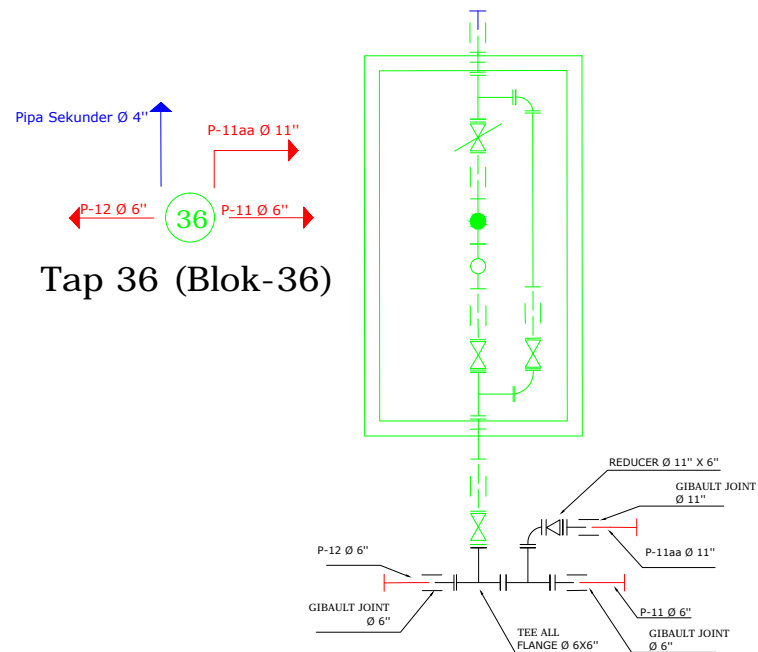 Pipa Sekunder Ø 4"
P-11aa Ø 11"
P-12 Ø 6"
36
P-11 Ø 6"
Tap 36 (Blok-36)
REDUCER Ø 11" X 6"
GIBAULT JOINT
Ø 11"
P-12 Ø 6"
P-11aa Ø 11"
GIBAULT JOINT
Ø 6"
P-11 Ø 6"
TEE ALL
FLANGE Ø 6X6"
GIBAULT JOINT
Ø 6"